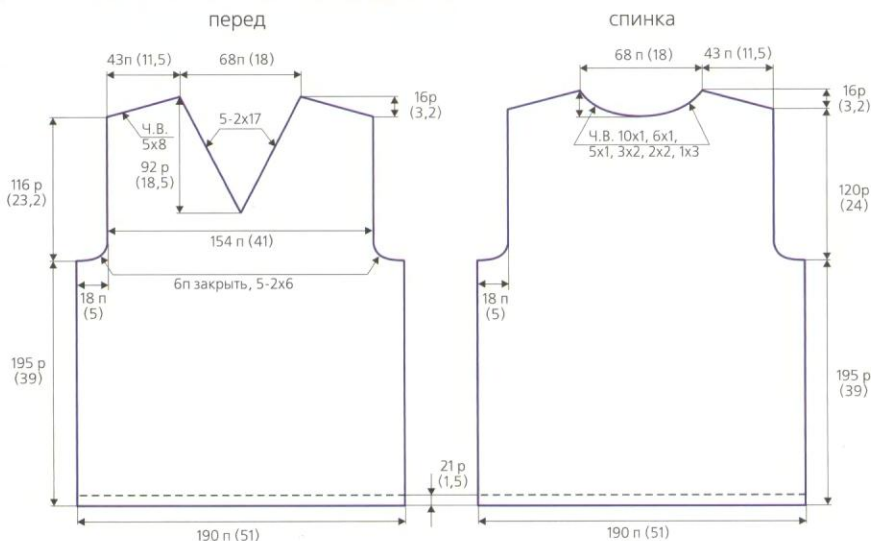 перед
спинка
43п (11,5)
68п (18)
68 п (18)
43 п (11,5)
16р
(3,2)
16р
(3,2)
Ч.В.
5х8
5-2х17
92 р
(18,5)
Ч.В. 10х1, 6х1,
5х1, 3х2, 2х2, 1х3
116 р
(23,2)
120р
(24)
154 п (41)
6п закрыть, 5-2х6
18 п
(5)
18 п
(5)
195 р
(39)
195 р
(39)
21 р
(1,5)
190 п (51)
190 п (51)